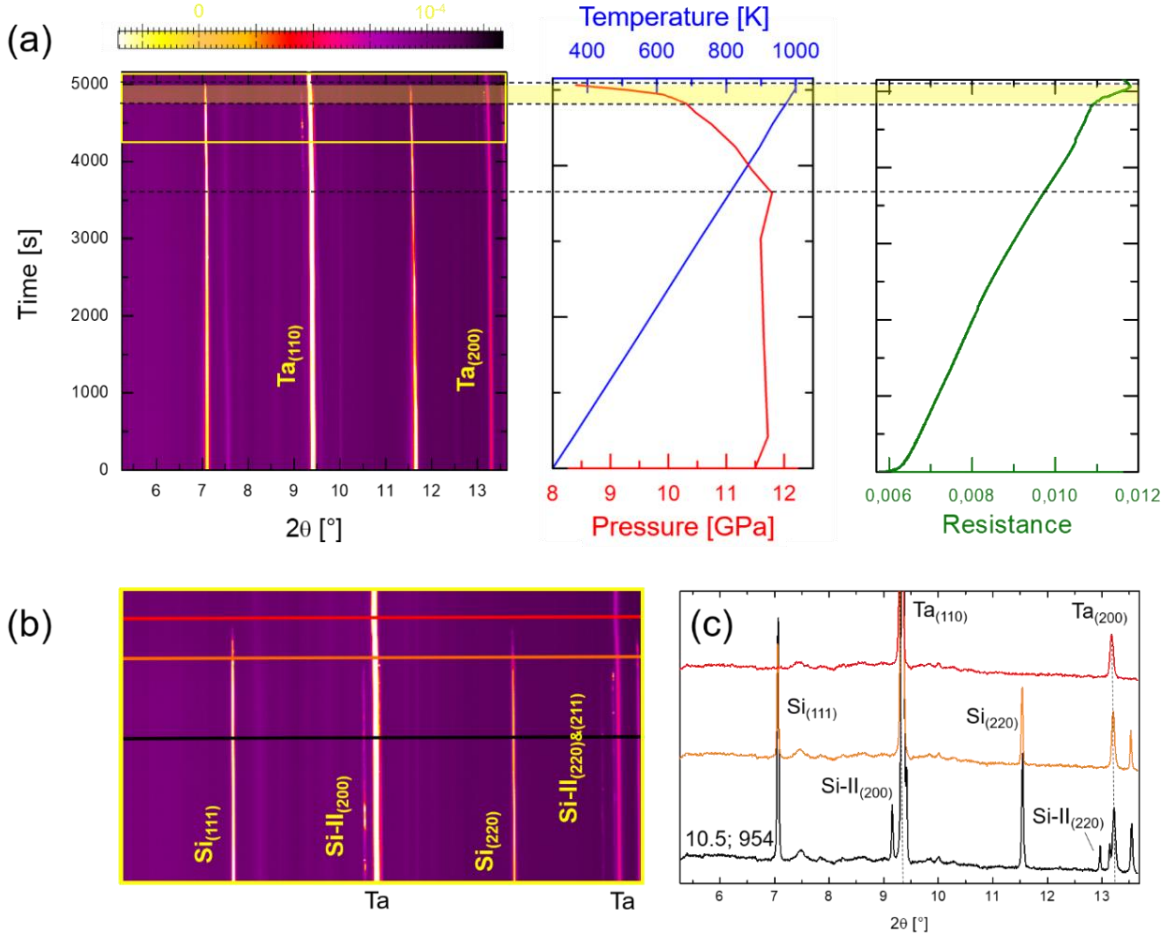 (a)
0 10⁻⁴
Time [s]
5000
4000
3000
2000
1000
0
Ta(110)
Ta(200)
6 7 8 9 10 11 12 13
2θ [°]
Temperature [K]
400 600 800 1000
8 9 10 11 12
Pressure [GPa]
0,006 0,008 0,010 0,012
Resistance
(b)
Si(111)
Si-II(200)
Si(220)
Si-II(220)&(211)
Ta Ta
(c)
Ta(110)
Ta(200)
Si(111)
Si(220)
Si-II(200)
Si-II(220)
10.5; 954
6 7 8 9 10 11 12 13
2θ [°]